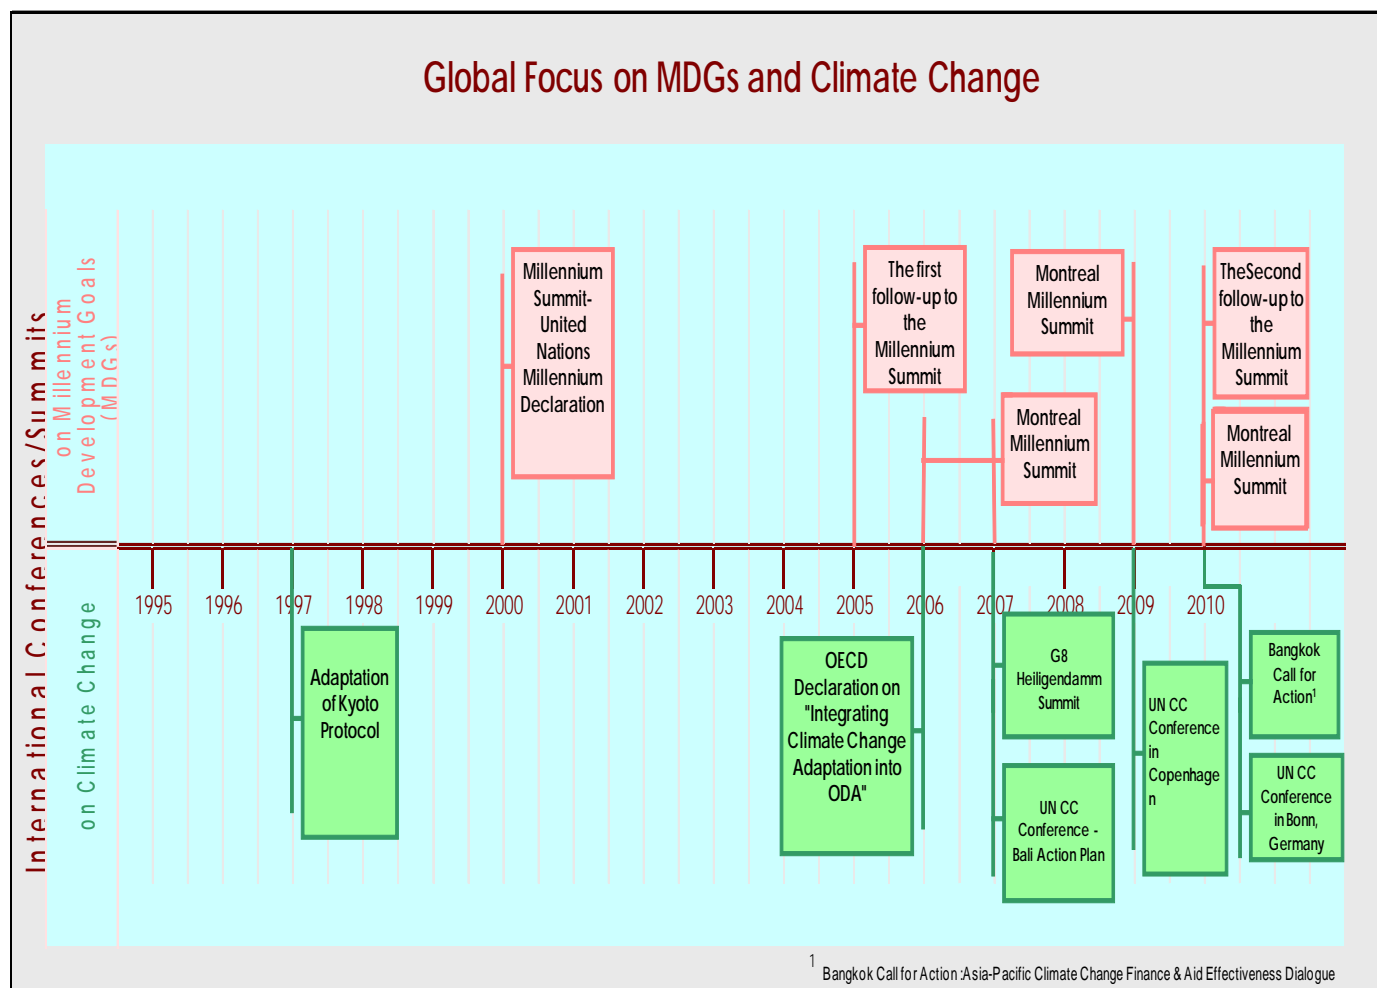 Global Focus on MDGs and Climate Change
International Conferences/Summits
on Millennium
Development Goals
(MDGs)
on Climate Change
Millennium
Summit-
United
Nations
Millennium
Declaration
The first
follow-up to
the
Millennium
Summit
Montreal
Millennium
Summit
Montreal
Millennium
Summit
TheSecond
follow-up to
the
Millennium
Summit
Montreal
Millennium
Summit
1995 1996 1997 1998 1999 2000 2001 2002 2003 2004 2005 2006 2007 2008 2009 2010
Adaptation
of Kyoto
Protocol
OECD
Declaration on
"Integrating
Climate Change
Adaptation into
ODA"
G8
Heiligendamm
Summit
UN CC
Conference -
Bali Action Plan
UN CC
Conference
in
Copenhage
n
Bangkok
Call for
Action¹
UN CC
Conference
in Bonn,
Germany
1 Bangkok Call for Action :Asia-Pacific Climate Change Finance & Aid Effectiveness Dialogue